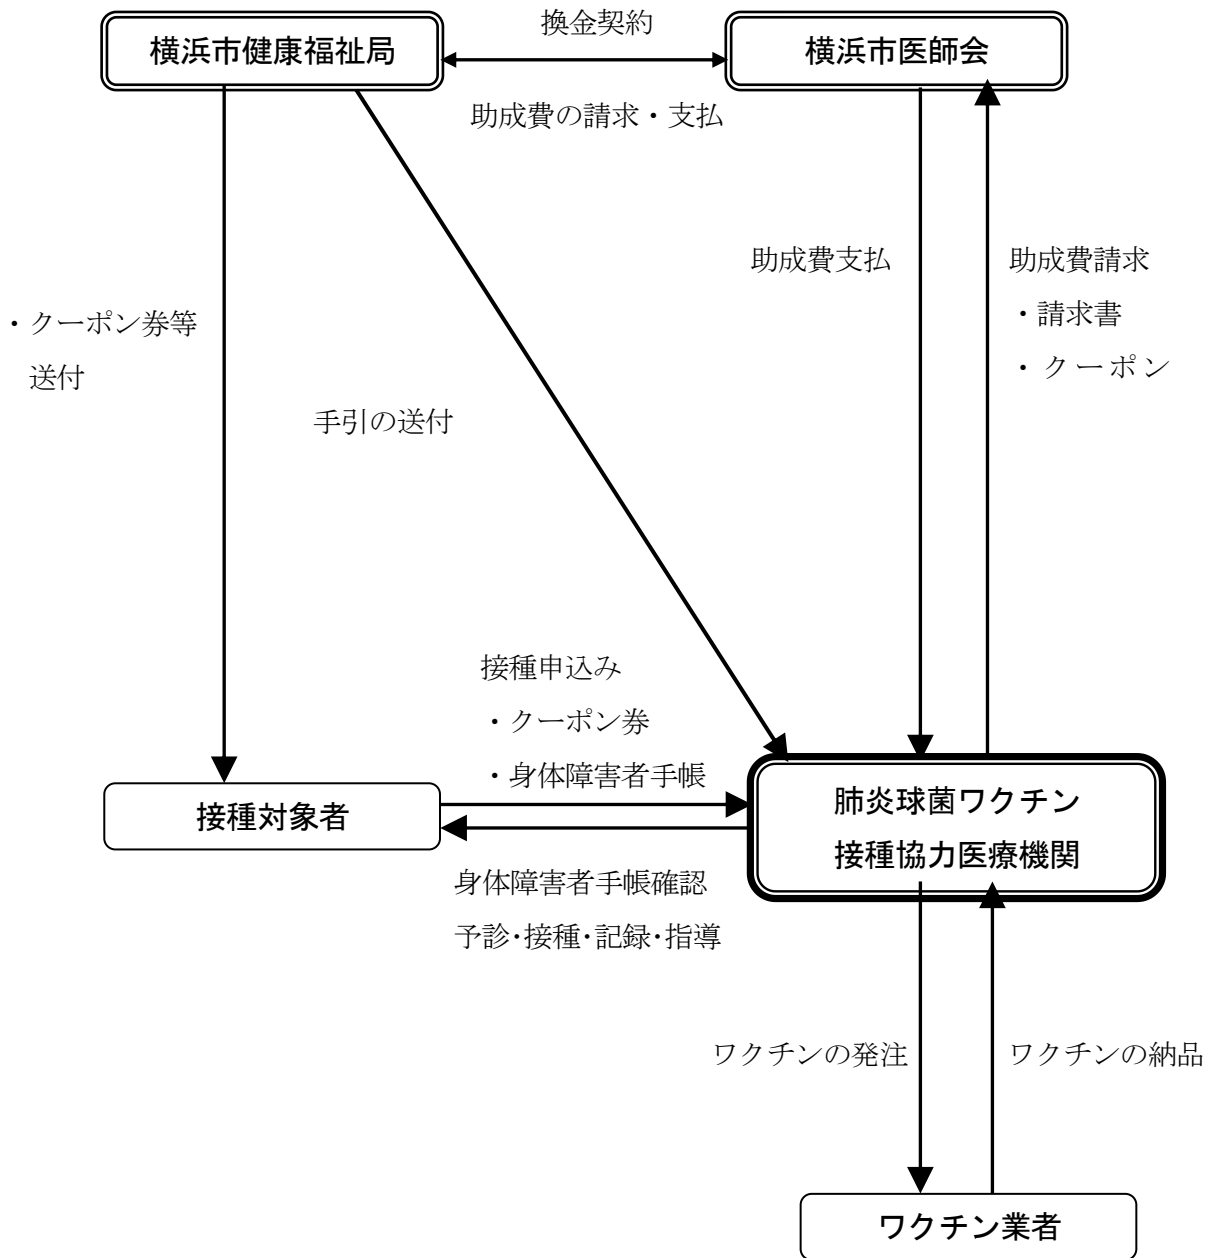 換金契約
横浜市健康福祉局
横浜市医師会
助成費の請求・支払
助成費支払
助成費請求
・請求書
・クーポン
・クーポン券等
送付
手引の送付
接種申込み
・クーポン券
・身体障害者手帳
接種対象者
肺炎球菌ワクチン
接種協力医療機関
身体障害者手帳確認
予診・接種・記録・指導
ワクチンの発注
ワクチンの納品
ワクチン業者